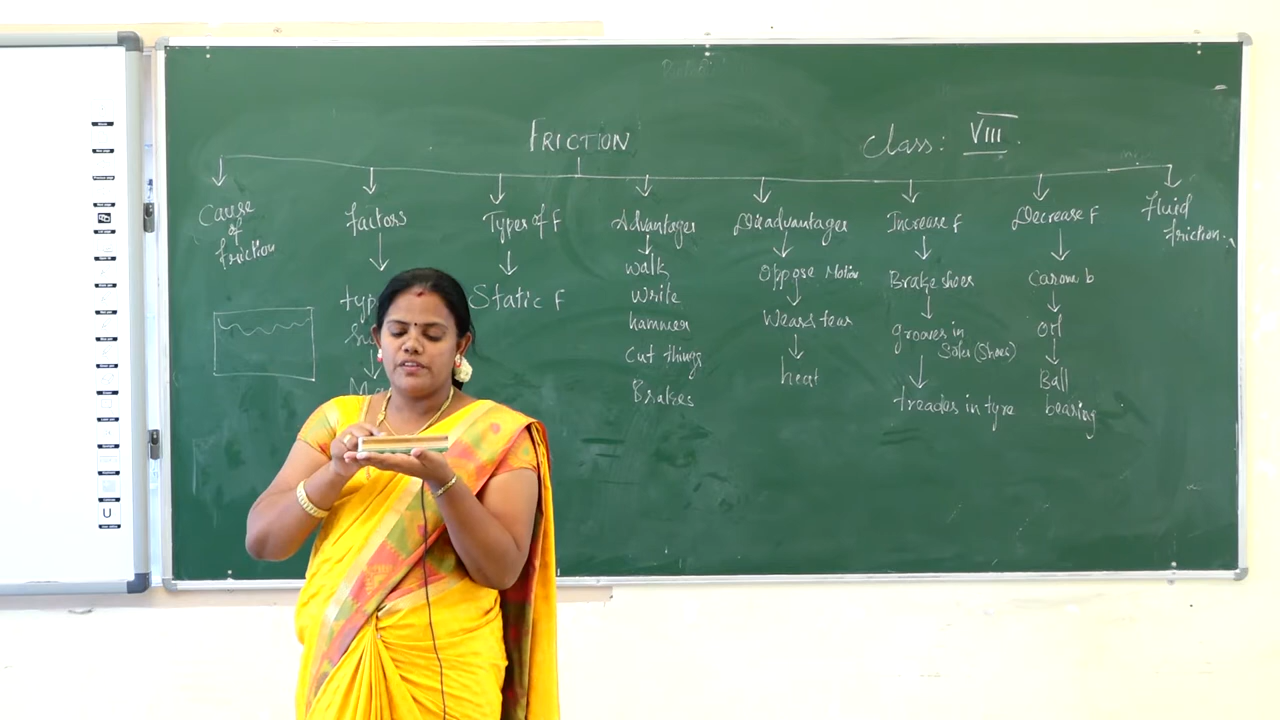 FRICTION
Class: VIII.
Cause
of
friction
factors
Types of F
Static F
Advantages
walk
write
hammer
Cut things
Brakes
Disadvantages
Oppose Motion
Wear & tear
heat
Increase F
Brake shoes
grooves in
Soles (Shoes)
treades in tyre
Decrease F
Carom b
Oil
Ball
bearing
Fluid
friction.
U